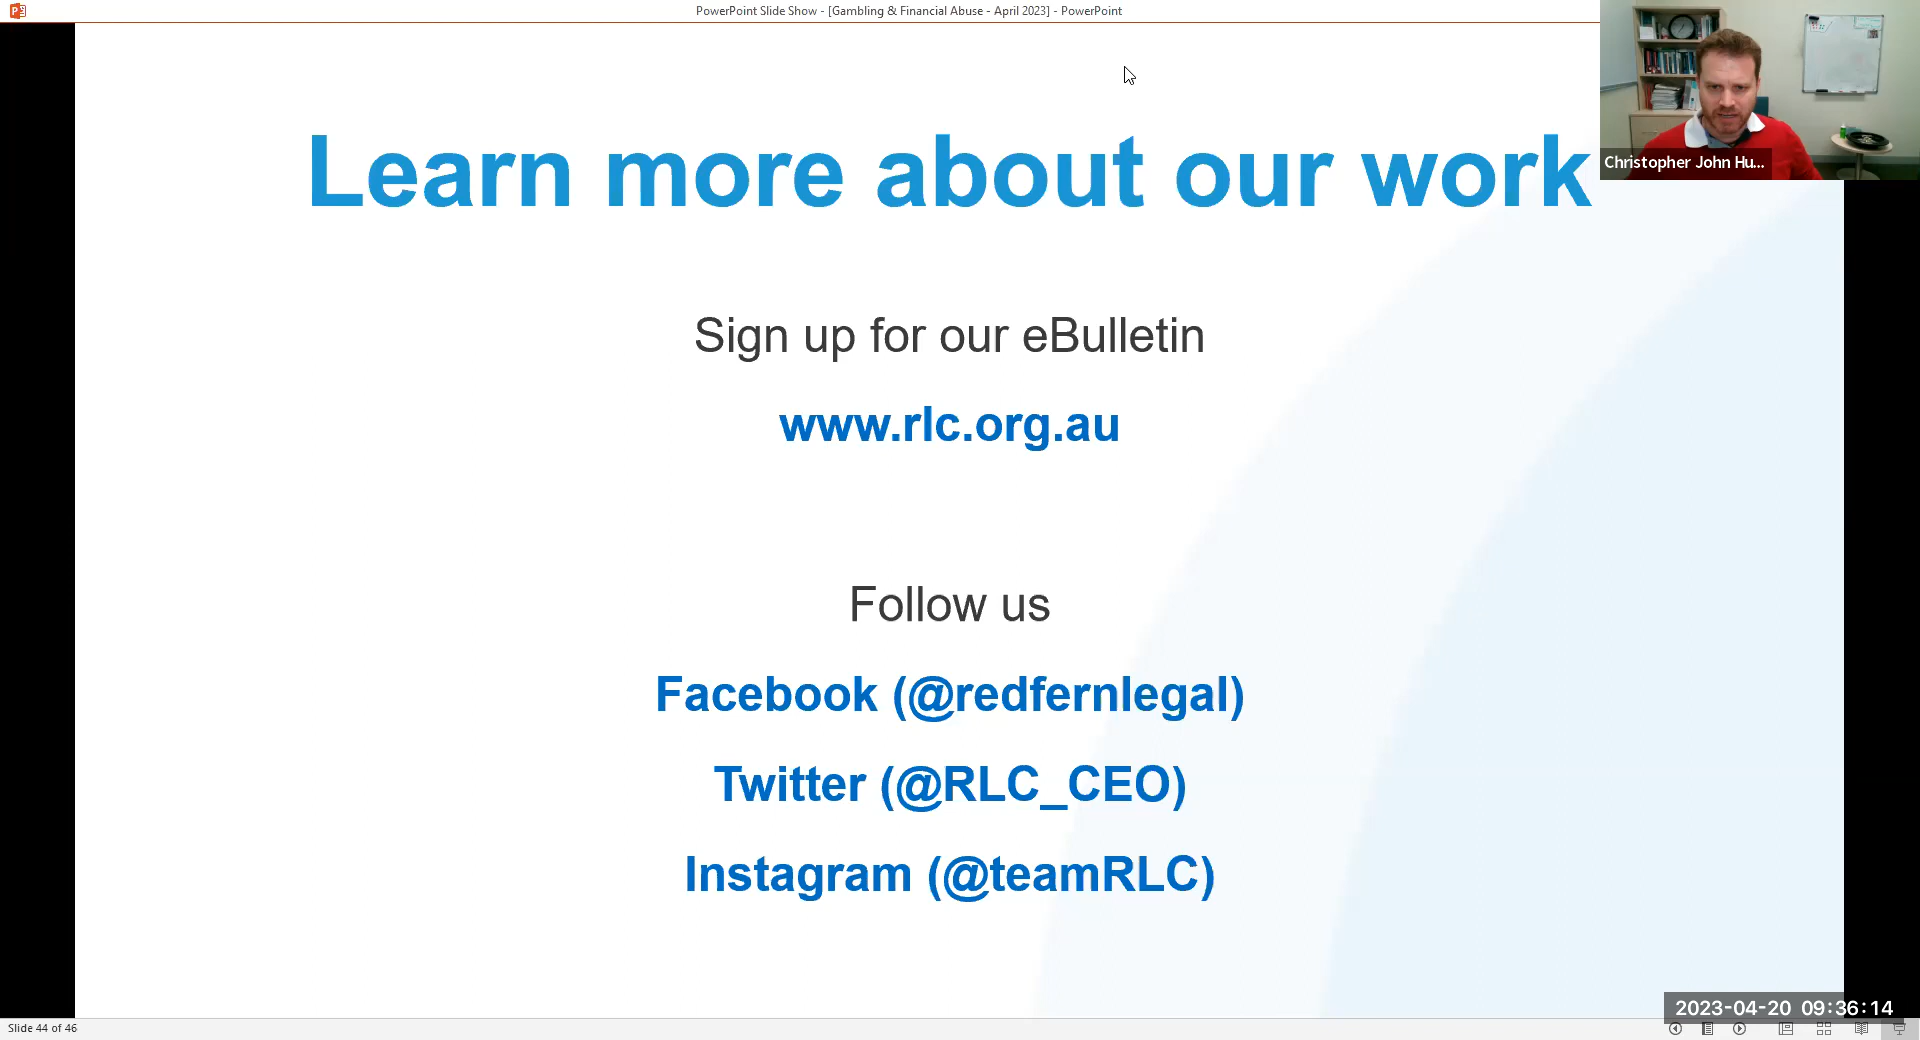 PowerPoint Slide Show - [Gambling & Financial Abuse - April 2023] - PowerPoint
Christopher John Hu...
Learn more about our work
Sign up for our eBulletin
www.rlc.org.au
Follow us
Facebook (@redfernlegal)
Twitter (@RLC_CEO)
Instagram (@teamRLC)
2023-04-20 09:36:14
Slide 44 of 46